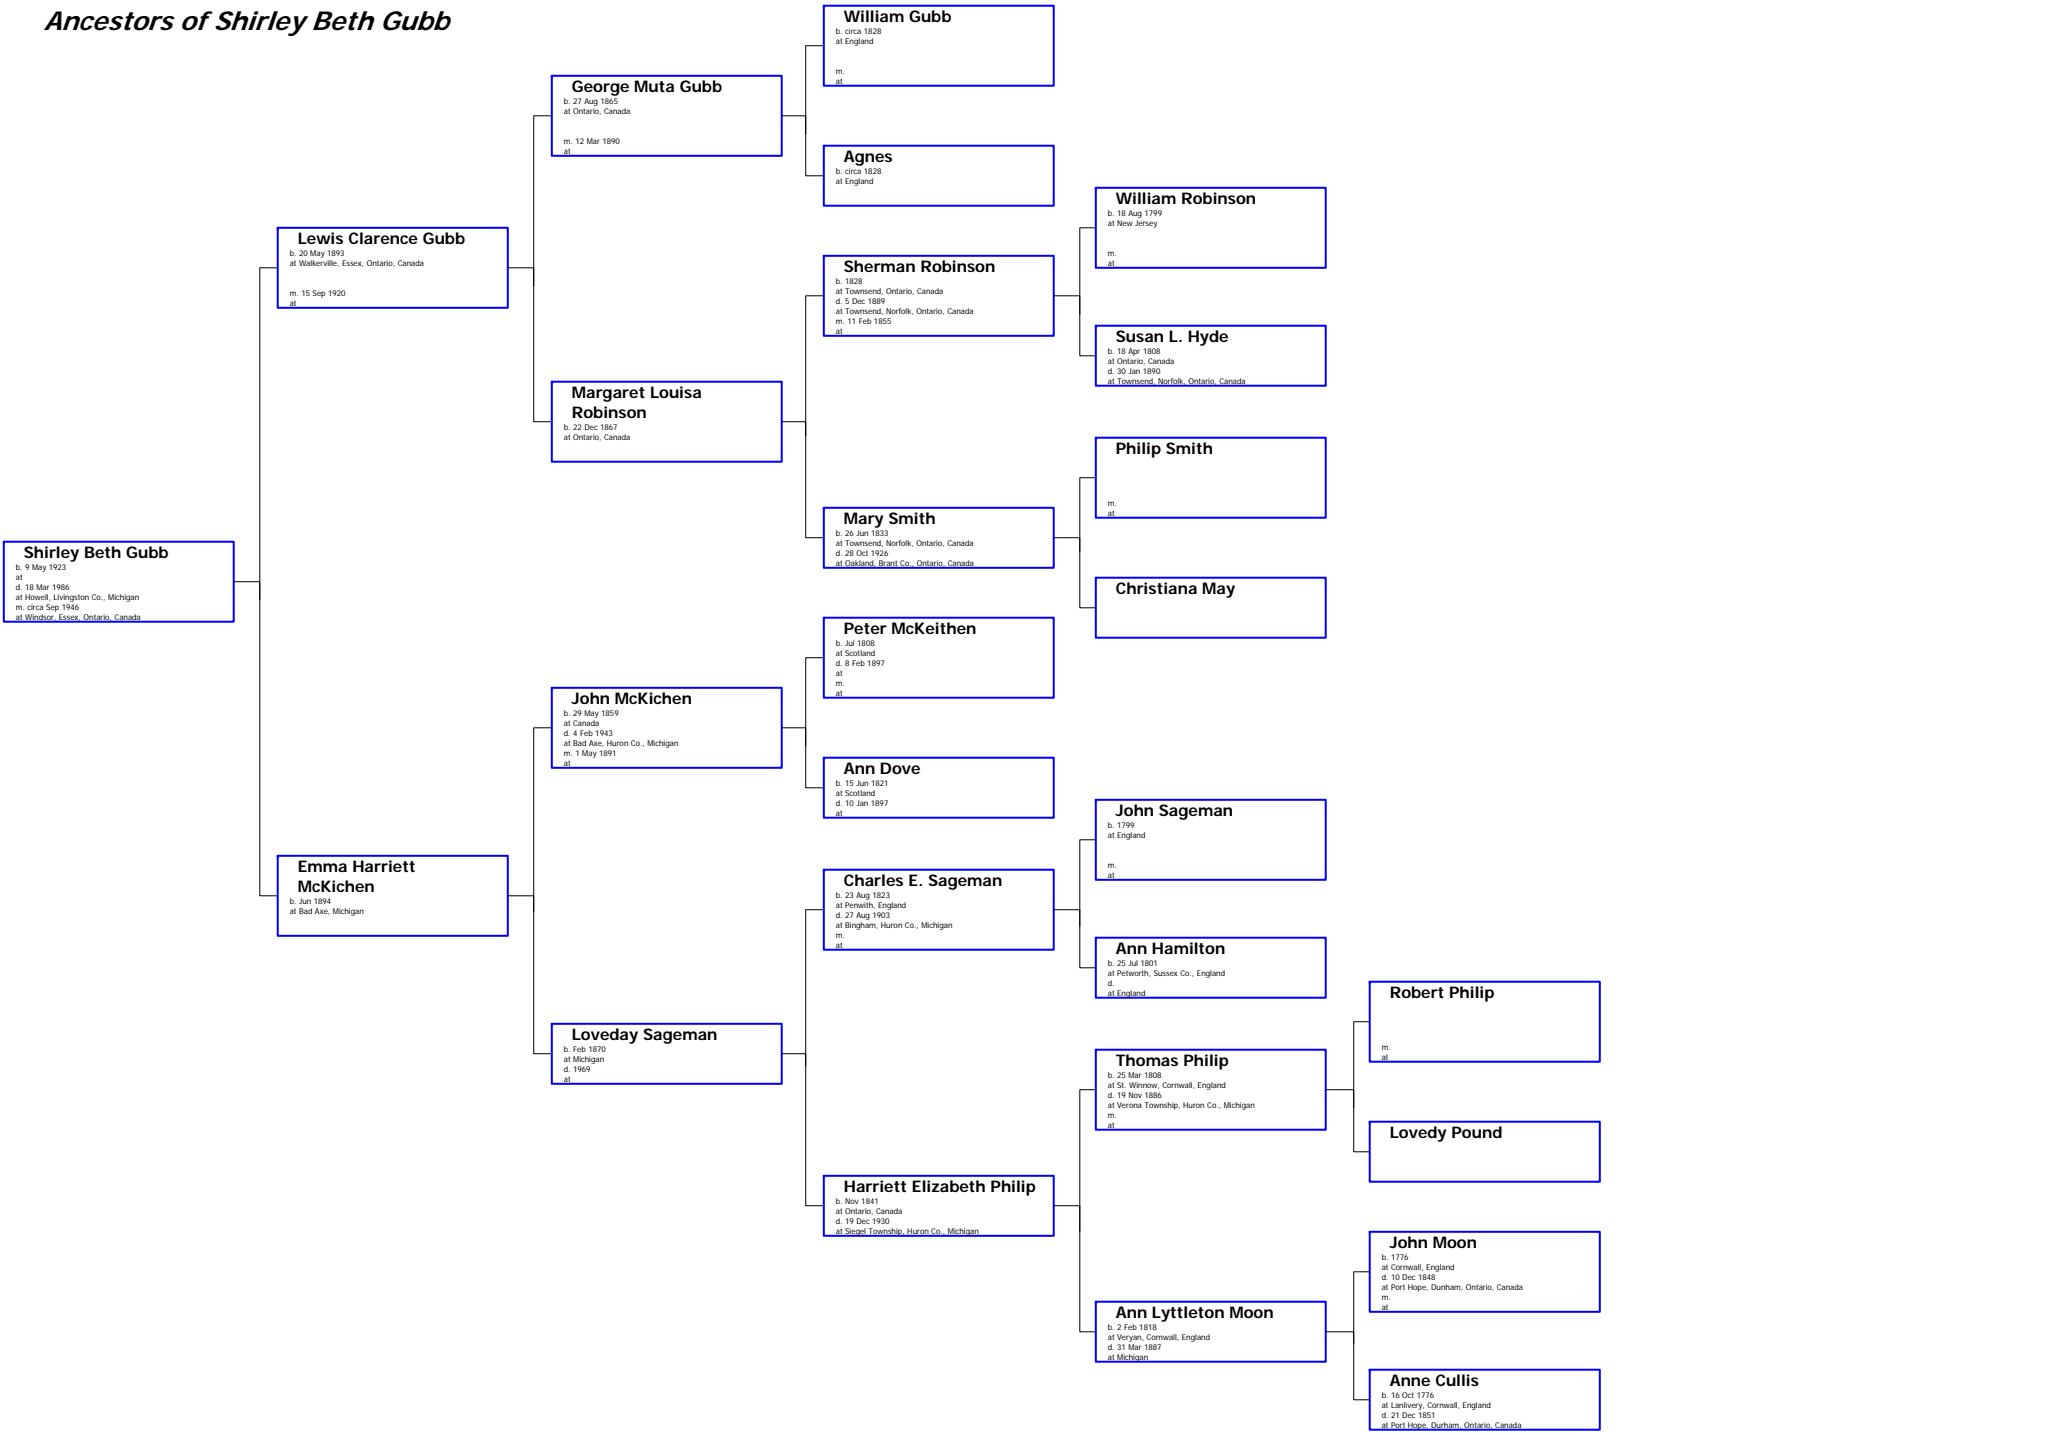 Ancestors of Shirley Beth Gubb
William Gubb
b. circa 1828
at England
m.
at
George Muta Gubb
b. 27 Aug 1865
at Ontario, Canada
m. 12 Mar 1890
at
Agnes
b. circa 1828
at England
William Robinson
b. 18 Aug 1799
at New Jersey
m.
at
Lewis Clarence Gubb
b. 20 May 1893
at Walkerville, Essex, Ontario, Canada
m. 15 Sep 1920
at
Sherman Robinson
b. 1828
at Townsend, Ontario, Canada
d. 5 Dec 1889
at Townsend, Norfolk, Ontario, Canada
m. 11 Feb 1855
at
Susan L. Hyde
b. 18 Apr 1808
at Ontario, Canada
d. 30 Jan 1890
at Townsend, Norfolk, Ontario, Canada
Margaret Louisa
Robinson
b. 22 Dec 1867
at Ontario, Canada
Philip Smith
m.
at
Mary Smith
b. 26 Jun 1833
at Townsend, Norfolk, Ontario, Canada
d. 28 Oct 1926
at Oakland, Brant Co., Ontario, Canada
Shirley Beth Gubb
b. 9 May 1923
at
d. 18 Mar 1986
at Howell, Livingston Co., Michigan
m. circa Sep 1946
at Windsor, Essex, Ontario, Canada
Christiana May
Peter McKeithen
b. Jul 1808
at Scotland
d. 8 Feb 1897
at
m.
at
John McKichen
b. 29 May 1859
at Canada
d. 4 Feb 1943
at Bad Axe, Huron Co., Michigan
m. 1 May 1891
at
Ann Dove
b. 15 Jun 1821
at Scotland
d. 10 Jan 1897
at
John Sageman
b. 1799
at England
m.
at
Emma Harriett
McKichen
b. Jun 1894
at Bad Axe, Michigan
Charles E. Sageman
b. 23 Aug 1823
at Penwith, England
d. 27 Aug 1903
at Bingham, Huron Co., Michigan
m.
at
Ann Hamilton
b. 25 Jul 1801
at Petworth, Sussex Co., England
d.
at England
Robert Philip
m.
at
Loveday Sageman
b. Feb 1870
at Michigan
d. 1969
at
Thomas Philip
b. 25 Mar 1808
at St. Winnow, Cornwall, England
d. 19 Nov 1886
at Verona Township, Huron Co., Michigan
m.
at
Lovedy Pound
Harriett Elizabeth Philip
b. Nov 1841
at Ontario, Canada
d. 19 Dec 1930
at Siegel Township, Huron Co., Michigan
John Moon
b. 1776
at Cornwall, England
d. 10 Dec 1848
at Port Hope, Dunham, Ontario, Canada
m.
at
Ann Lyttleton Moon
b. 2 Feb 1818
at Veryan, Cornwall, England
d. 31 Mar 1887
at Michigan
Anne Cullis
b. 16 Oct 1776
at Lanlivery, Cornwall, England
d. 21 Dec 1851
at Port Hope, Durham, Ontario, Canada